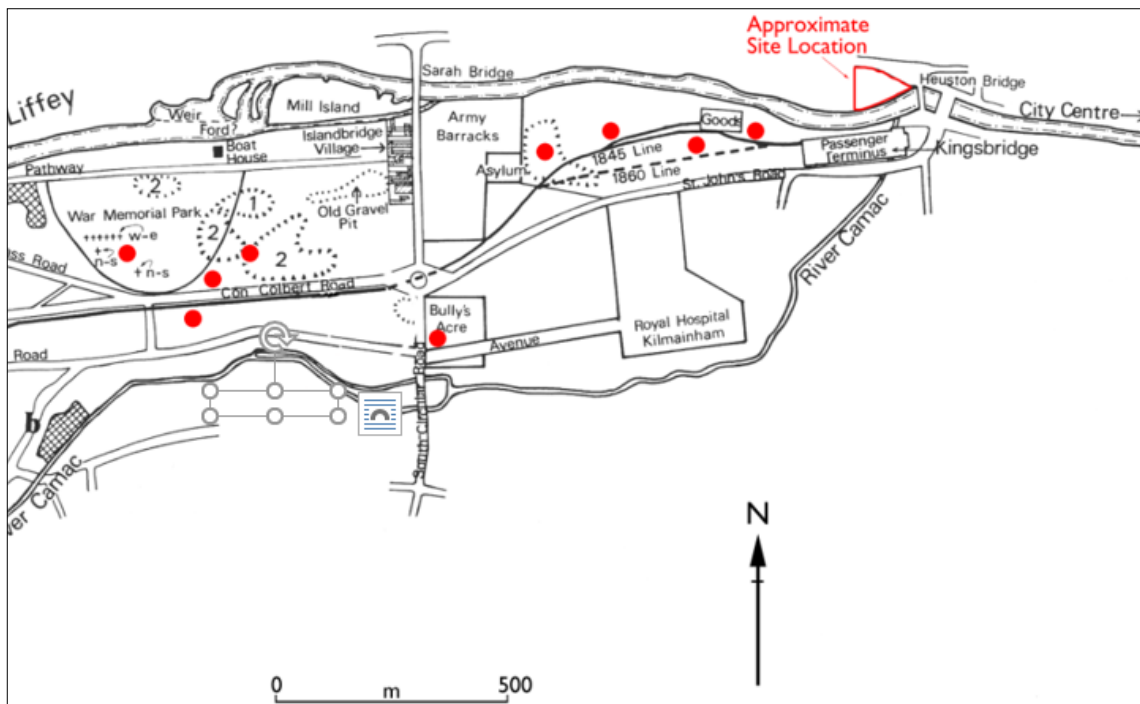 Approximate
Site Location
Liffey
Weir
Ford?
Mill Island
Sarah Bridge
Heuston Bridge
City Centre→
Boat
House
Islandbridge
Village
Army
Barracks
Goods
Passenger
Terminus
Kingsbridge
Pathway
Asylum
1845 Line
1860 Line
St. John's Road
2
1
Old Gravel
Pit
War Memorial Park
w-e
n-s
n-s
2
2
River Camac
ss Road
Con Colbert Road
Bully's
Acre
Royal Hospital
Kilmainham
Avenue
Road
South Circular Road
b
ver Camac
N
0
500
m